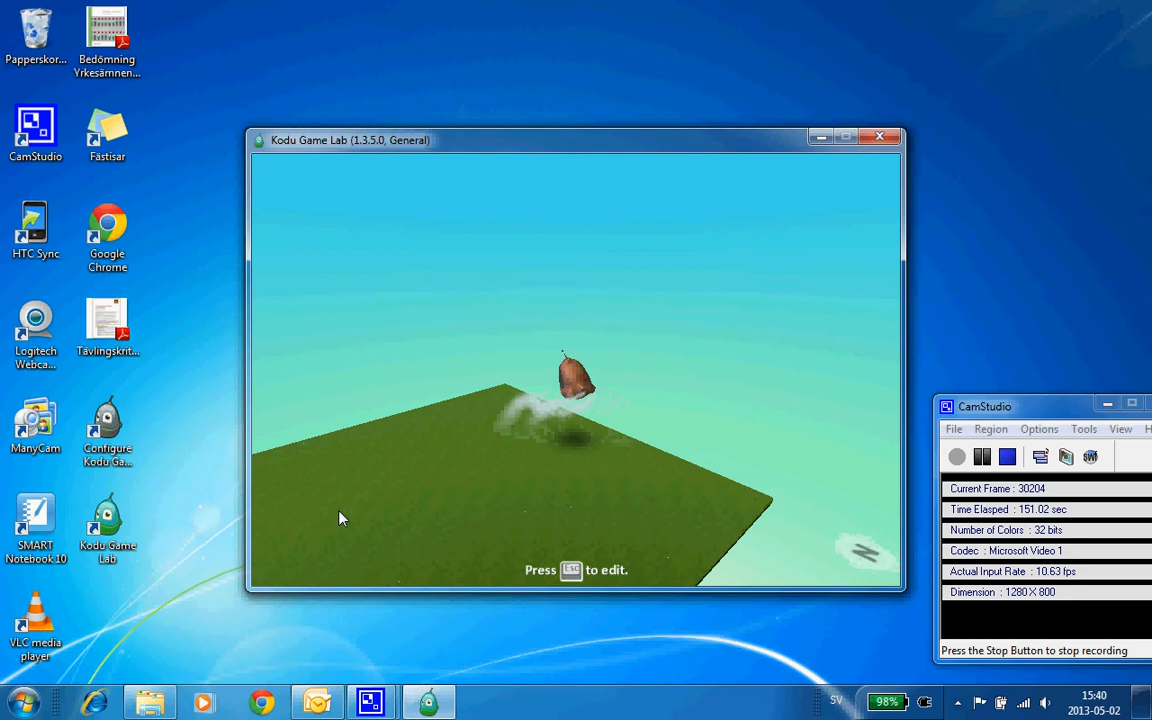 Papperskor...
Bedömning
Yrkesämnen...
CamStudio
Fästisar
HTC Sync
Google
Chrome
Logitech
Webca...
Tävlingskrit...
ManyCam
Configure
Kodu Ga...
SMART
Notebook 10
Kodu Game
Lab
VLC media
player
Kodu Game Lab (1.3.5.0, General)
Press ESC to edit.
N
CamStudio
File Region Options Tools View H
Current Frame : 30204
Time Elasped : 151.02 sec
Number of Colors : 32 bits
Codec : Microsoft Video 1
Actual Input Rate : 10.63 fps
Dimension : 1280 X 800
Press the Stop Button to stop recording
SV
98%
15:40
2013-05-02